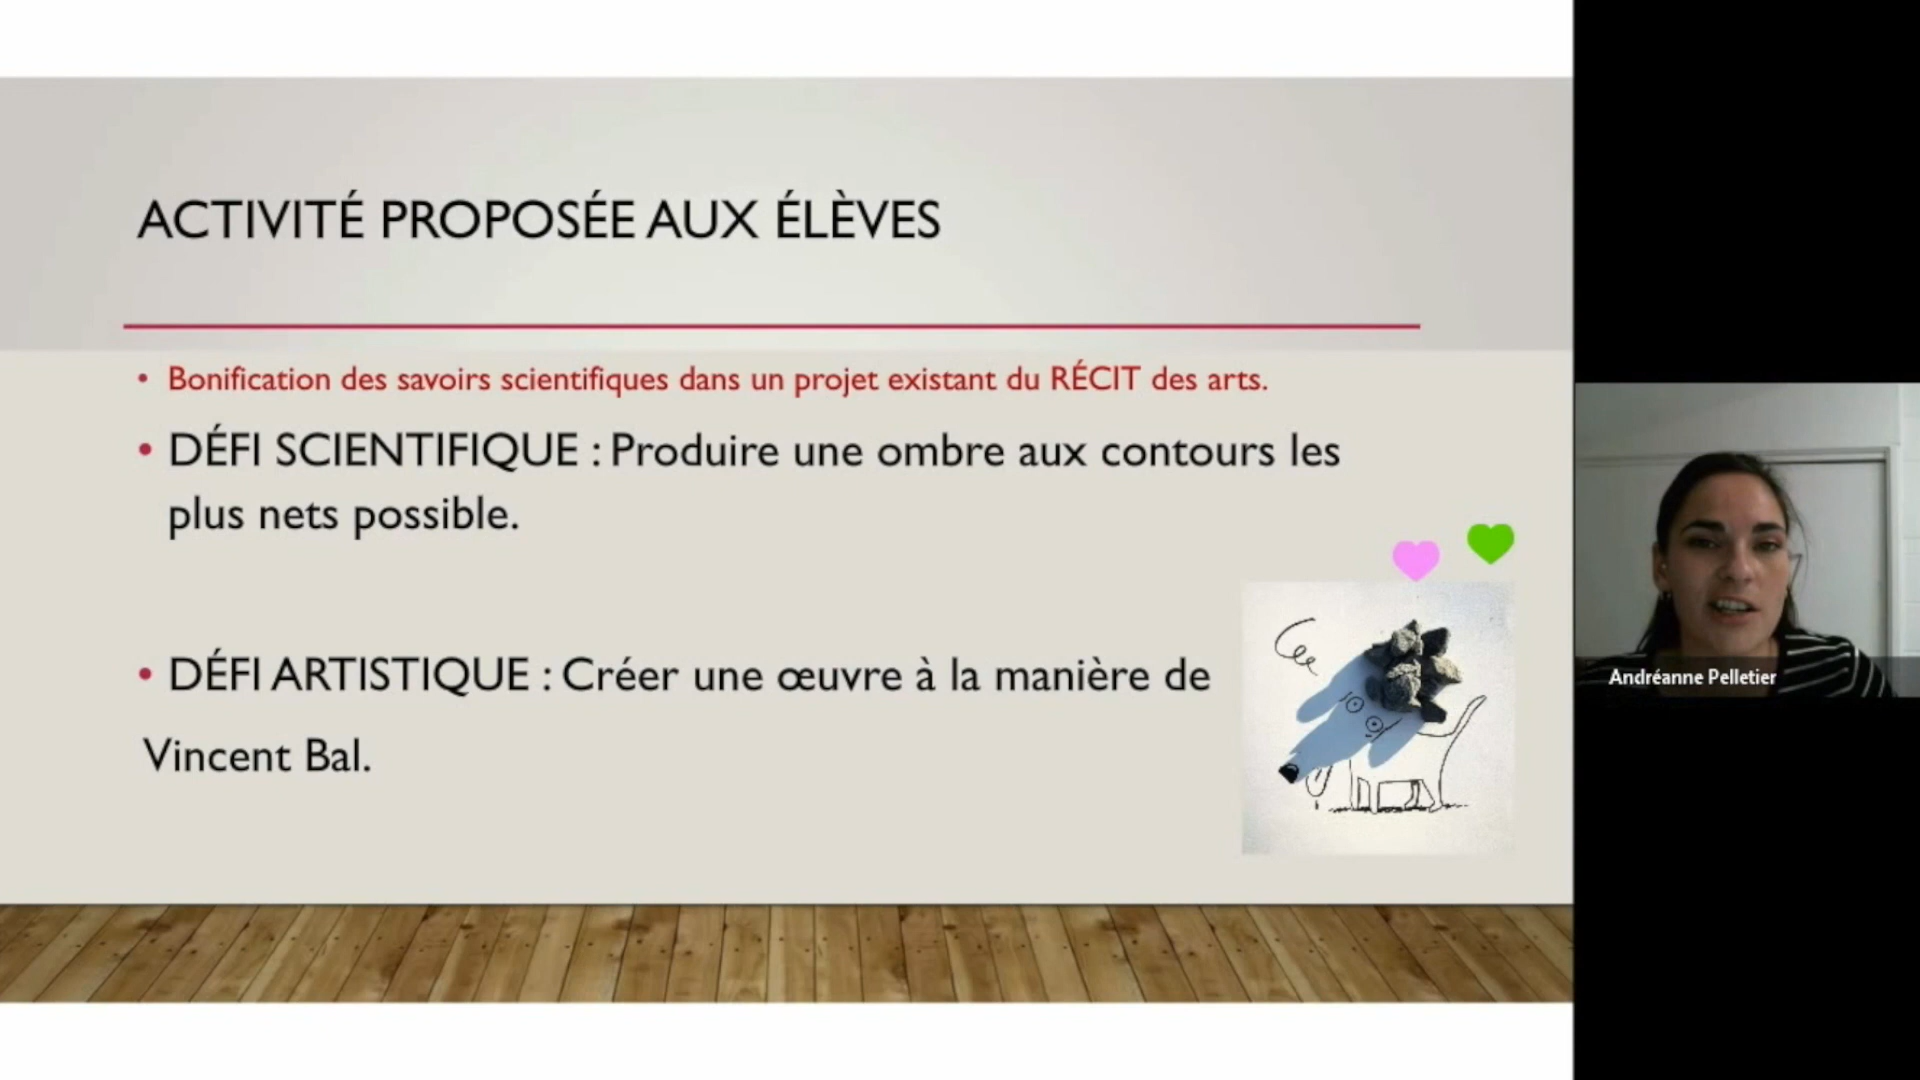 ACTIVITÉ PROPOSÉE AUX ÉLÈVES
• Bonification des savoirs scientifiques dans un projet existant du RÉCIT des arts.
• DÉFI SCIENTIFIQUE : Produire une ombre aux contours les
plus nets possible.
• DÉFI ARTISTIQUE : Créer une œuvre à la manière de
Vincent Bal.
Andréanne Pelletier